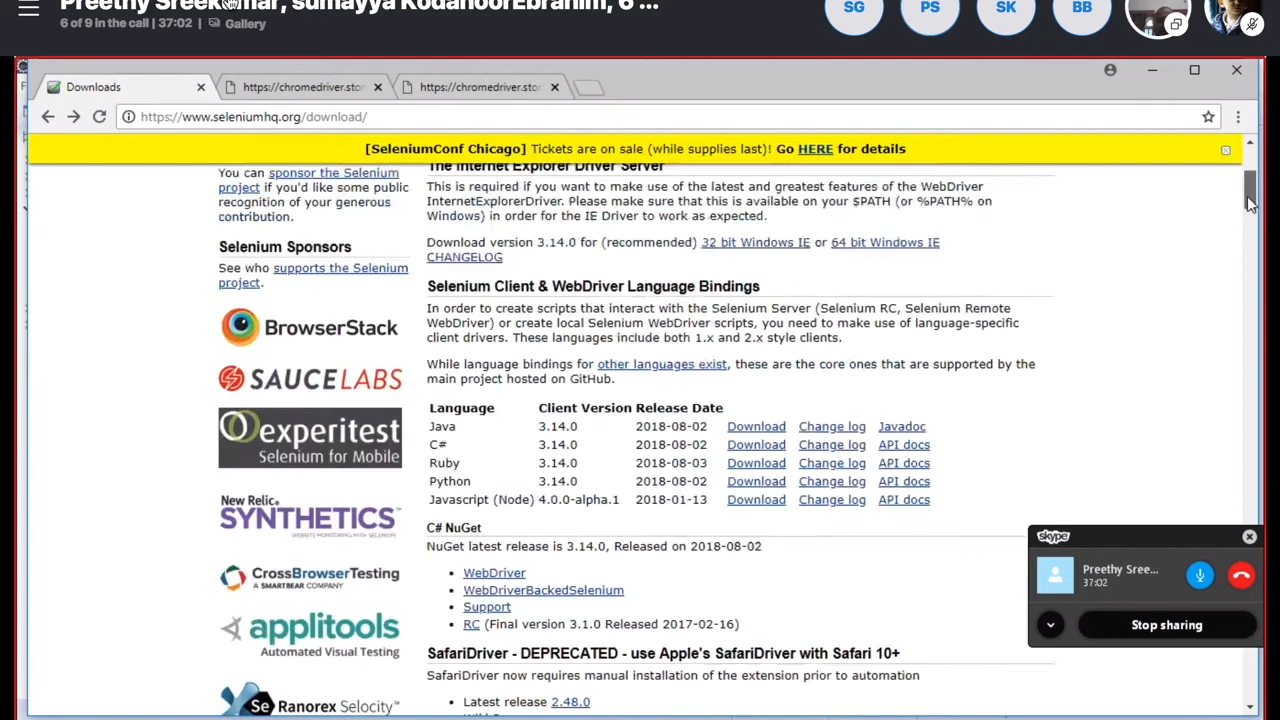 Preethy Sreekumar, sumayya KodanoorEbrahim, 6 ...
6 of 9 in the call | 37:02 | Gallery
SG PS SK BB
Downloads
https://chromedriver.sto
https://chromedriver.sto
https://www.seleniumhq.org/download/
[SeleniumConf Chicago] Tickets are on sale (while supplies last)! Go HERE for details
You can sponsor the Selenium
project if you'd like some public
recognition of your generous
contribution.
Selenium Sponsors
See who supports the Selenium
project.
BrowserStack
SAUCELABS
experitest
Selenium for Mobile
New Relic.
SYNTHETICS
WEBSITE MONITORING WITH SELENIUM
CROSSBROWSERTESTING
A SMARTBEAR COMPANY
applitools
Automated Visual Testing
Se Ranorex Selocity
The Internet Explorer Driver Server
This is required if you want to make use of the latest and greatest features of the WebDriver
InternetExplorerDriver. Please make sure that this is available on your $PATH (or %PATH% on
Windows) in order for the IE Driver to work as expected.
Download version 3.14.0 for (recommended) 32 bit Windows IE or 64 bit Windows IE
CHANGELOG
Selenium Client & WebDriver Language Bindings
In order to create scripts that interact with the Selenium Server (Selenium RC, Selenium Remote
WebDriver) or create local Selenium WebDriver scripts, you need to make use of language-specific
client drivers. These languages include both 1.x and 2.x style clients.
While language bindings for other languages exist, these are the core ones that are supported by the
main project hosted on GitHub.
Language Client Version Release Date
Java 3.14.0 2018-08-02 Download Change log Javadoc
C# 3.14.0 2018-08-02 Download Change log API docs
Ruby 3.14.0 2018-08-03 Download Change log API docs
Python 3.14.0 2018-08-02 Download Change log API docs
Javascript (Node) 4.0.0-alpha.1 2018-01-13 Download Change log API docs
C# NuGet
NuGet latest release is 3.14.0, Released on 2018-08-02
WebDriver
WebDriverBackedSelenium
Support
RC (Final version 3.1.0 Released 2017-02-16)
SafariDriver - DEPRECATED - use Apple's SafariDriver with Safari 10+
SafariDriver now requires manual installation of the extension prior to automation
Latest release 2.48.0
skype
Preethy Sree...
37:02
Stop sharing